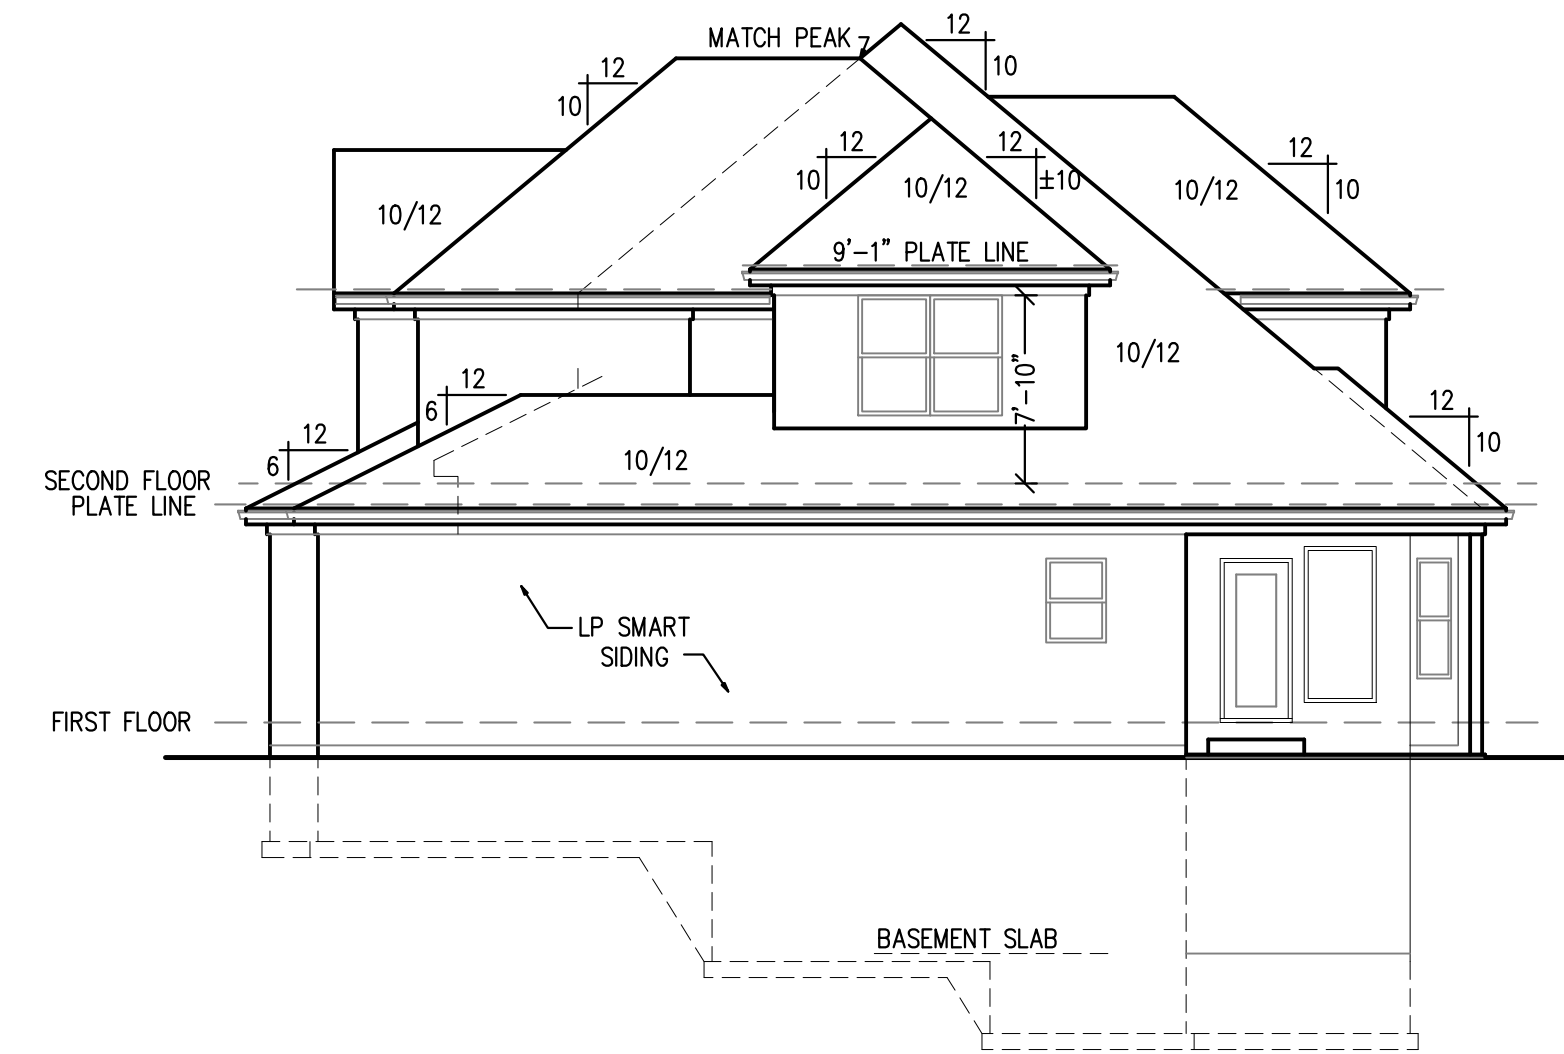 MATCH PEAK
12
10
12
10
12
10
12
±10
12
10
10/12
10/12
10/12
9'-1" PLATE LINE
10/12
7'-10"
12
6
12
6
12
10
10/12
SECOND FLOOR
PLATE LINE
LP SMART
SIDING
FIRST FLOOR
BASEMENT SLAB